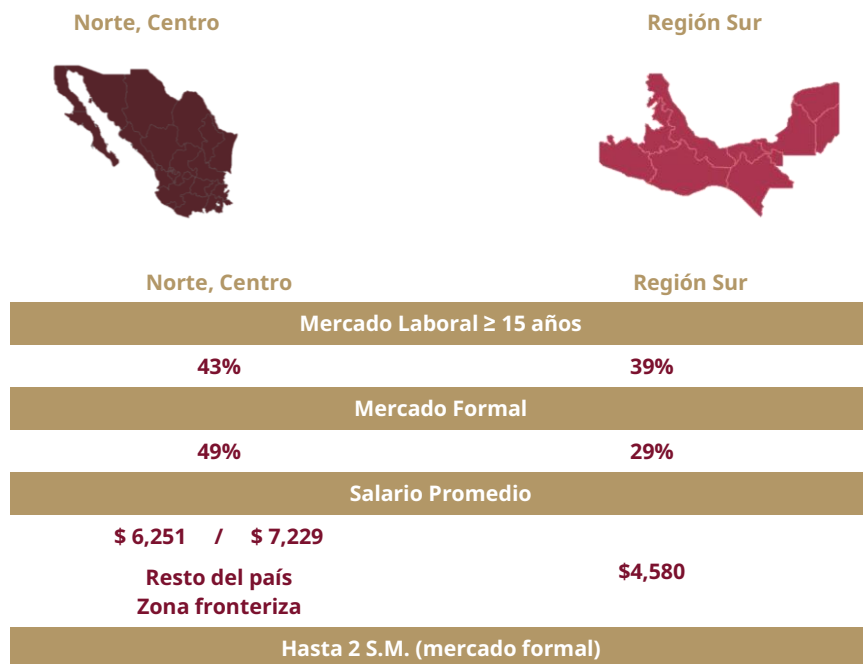 Norte, Centro
Región Sur
Norte, Centro
Región Sur
Mercado Laboral ≥ 15 años
43%
39%
Mercado Formal
49%
29%
Salario Promedio
$ 6,251 / $ 7,229
Resto del país
Zona fronteriza
$4,580
Hasta 2 S.M. (mercado formal)